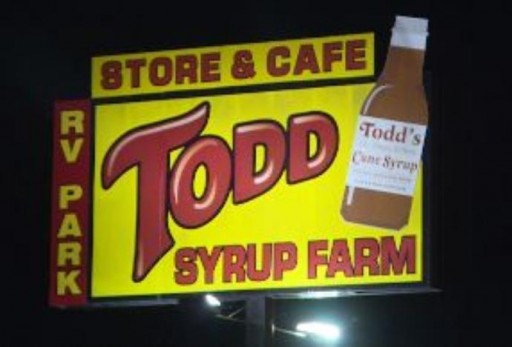 STORE & CAFE
RV PARK
TODD
SYRUP FARM
Todd's
Cane Syrup